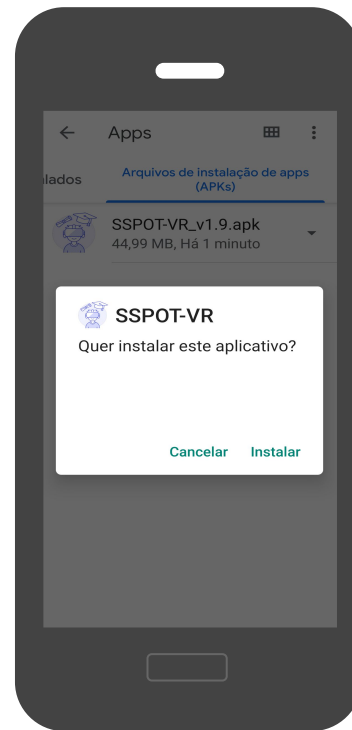 Apps
lados
Arquivos de instalação de apps
(APKs)
SSPOT-VR_v1.9.apk
44,99 MB, Há 1 minuto
SSPOT-VR
Quer instalar este aplicativo?
Cancelar Instalar